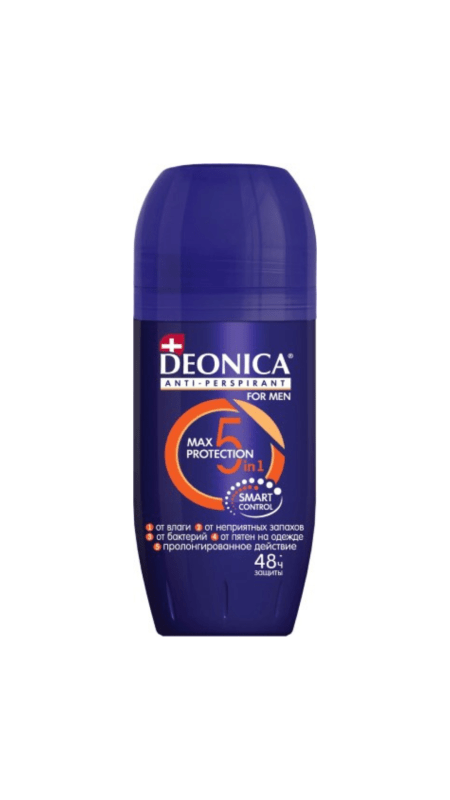 DEONICA®
ANTI-PERSPIRANT
FOR MEN
MAX 5
PROTECTION in 1
SMART
CONTROL
1 от влаги 2 от неприятных запахов
3 от бактерий 4 от пятен на одежде
5 пролонгированное действие
48ч*
защиты